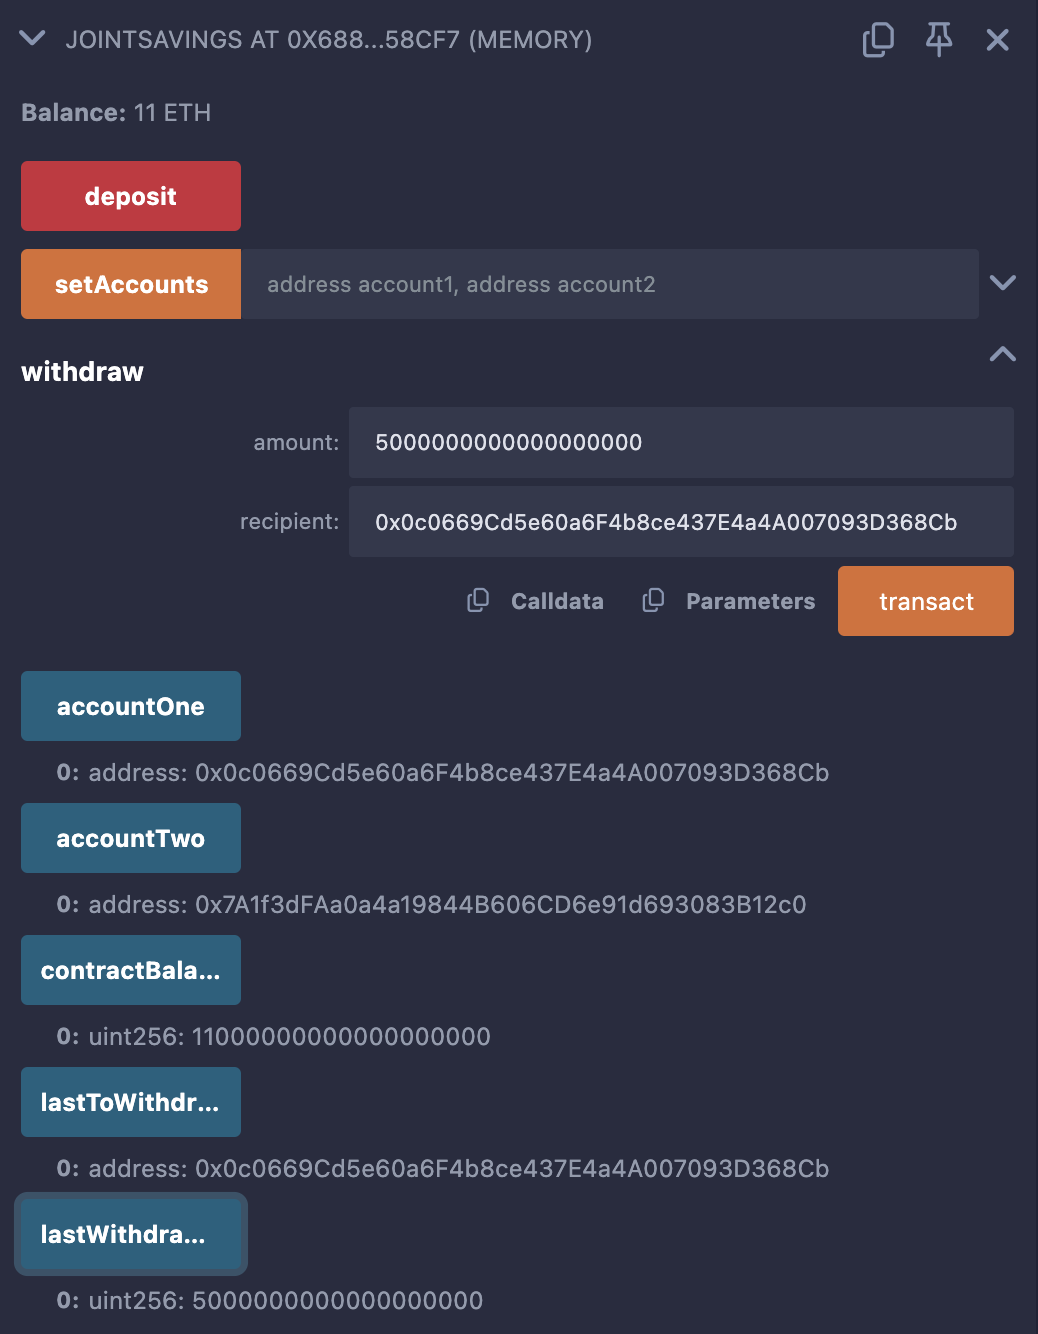 JOINTSAVINGS AT 0X688...58CF7 (MEMORY)
Balance: 11 ETH
deposit
setAccounts address account1, address account2
withdraw
amount: 5000000000000000000
recipient: 0x0c0669Cd5e60a6F4b8ce437E4a4A007093D368Cb
Calldata Parameters transact
accountOne
0: address: 0x0c0669Cd5e60a6F4b8ce437E4a4A007093D368Cb
accountTwo
0: address: 0x7A1f3dFAa0a4a19844B606CD6e91d693083B12c0
contractBala...
0: uint256: 11000000000000000000
lastToWithdr...
0: address: 0x0c0669Cd5e60a6F4b8ce437E4a4A007093D368Cb
lastWithdra...
0: uint256: 5000000000000000000